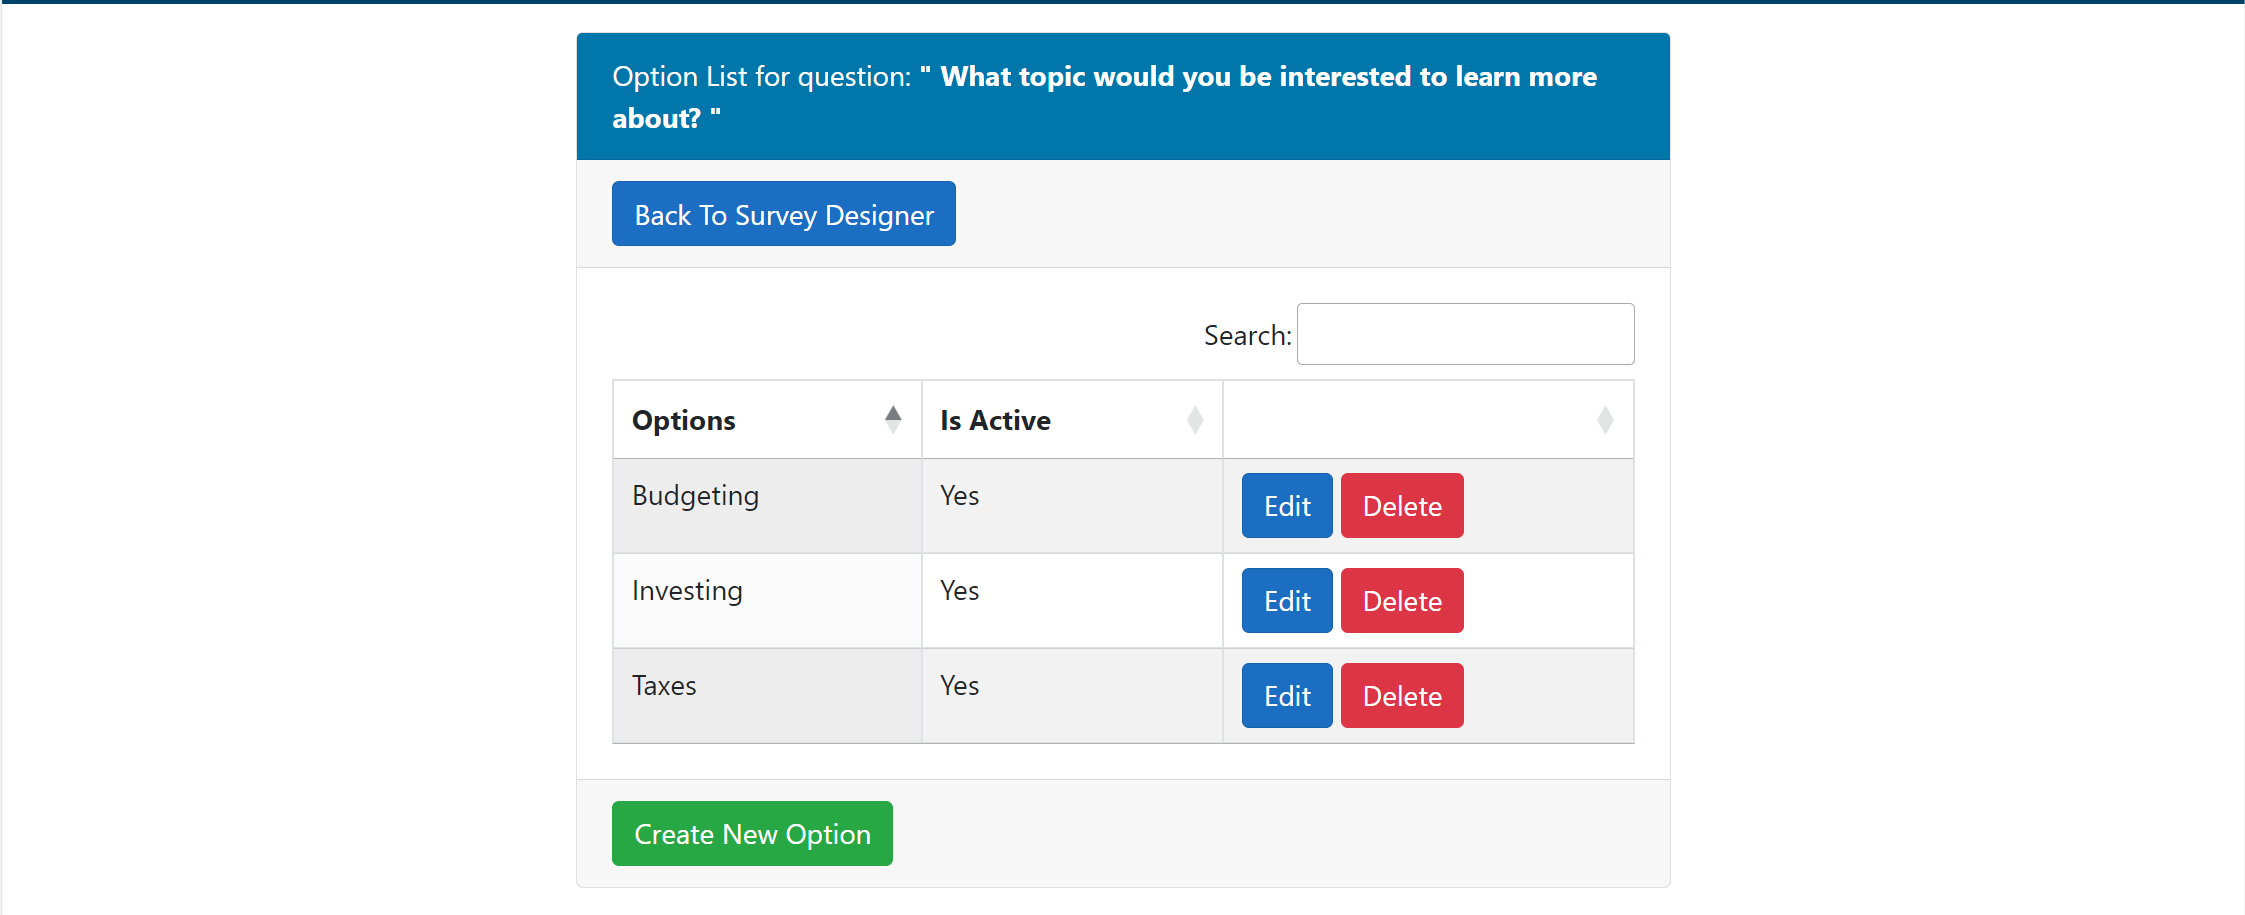 Option List for question: " What topic would you be interested to learn more
about? "
Back To Survey Designer
Search:
Options Is Active
Budgeting Yes Edit Delete
Investing Yes Edit Delete
Taxes Yes Edit Delete
Create New Option